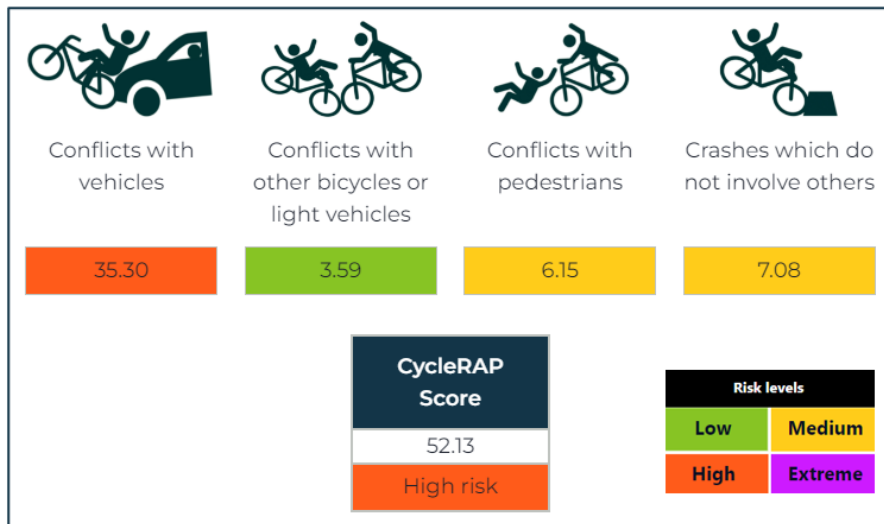 Conflicts with
vehicles
Conflicts with
other bicycles or
light vehicles
Conflicts with
pedestrians
Crashes which do
not involve others
35.30
3.59
6.15
7.08
CycleRAP
Score
52.13
High risk
Risk levels
Low
Medium
High
Extreme